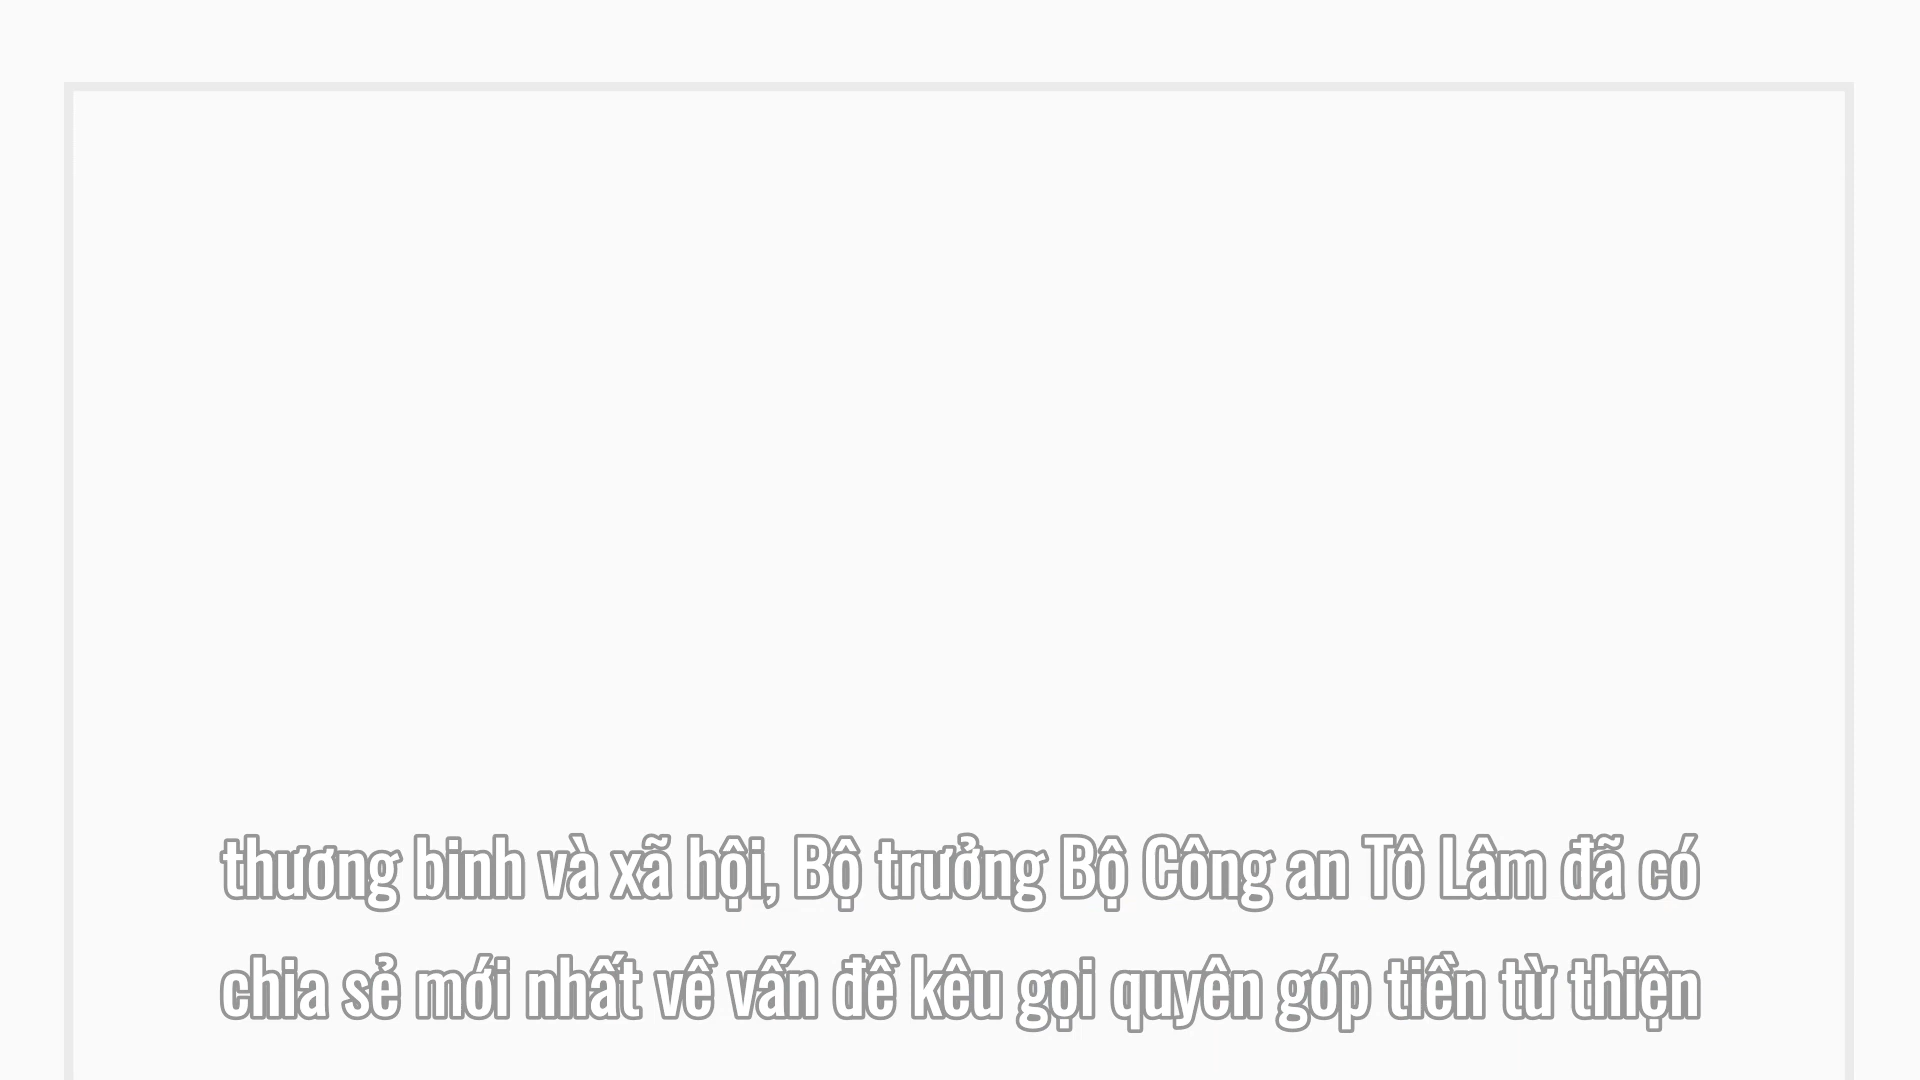 thương binh và xã hội, Bộ trưởng Bộ Công an Tô Lâm đã có
chia sẻ mới nhất về vấn đề kêu gọi quyên góp tiền từ thiện